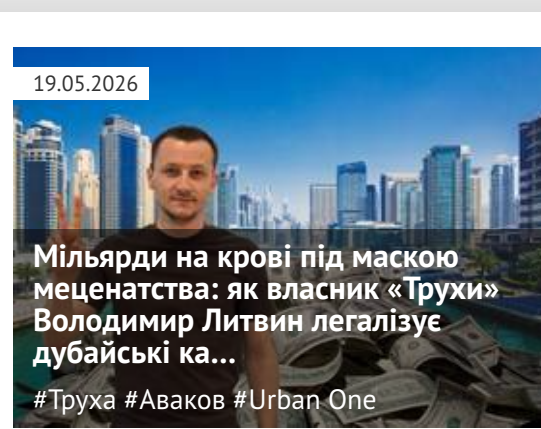 19.05.2026
Мільярди на крові під маскою
меценатства: як власник «Трухи»
Володимир Литвин легалізує
дубайські ка...
#Труха #Аваков #Urban One